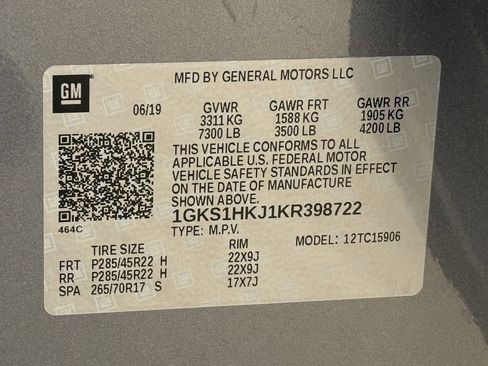 GM
MFD BY GENERAL MOTORS LLC
06/19 GVWR GAWR FRT GAWR RR
3311 KG 1588 KG 1905 KG
7300 LB 3500 LB 4200 LB
THIS VEHICLE CONFORMS TO ALL
APPLICABLE U.S. FEDERAL MOTOR
VEHICLE SAFETY STANDARDS IN EFFECT
ON THE DATE OF MANUFACTURE
SHOWN ABOVE.
464C
1GKS1HKJ1KR398722
TYPE: M.P.V.
MODEL: 12TC15906
TIRE SIZE RIM
FRT P285/45R22 H 22X9J
RR P285/45R22 H 22X9J
SPA 265/70R17 S 17X7J